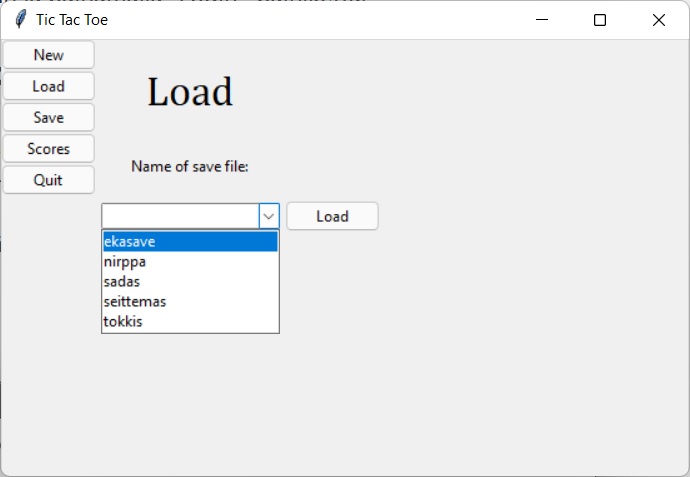 Tic Tac Toe
New
Load
Save
Scores
Quit
Load
Name of save file:
Load
ekasave
nirppa
sadas
seittemas
tokkis